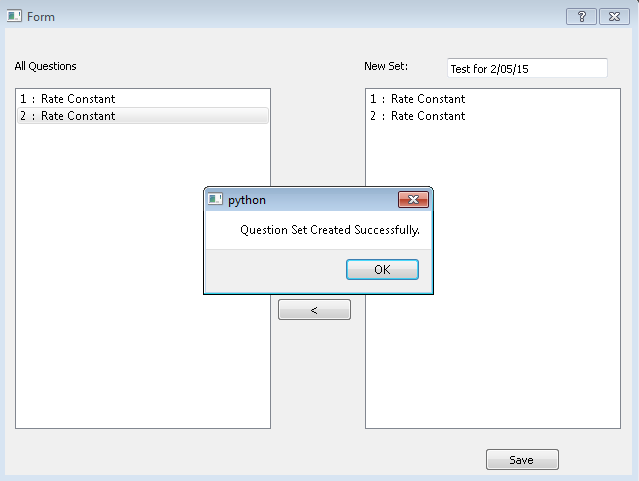 Form
All Questions
New Set:
Test for 2/05/15
1 : Rate Constant
2 : Rate Constant
1 : Rate Constant
2 : Rate Constant
python
Question Set Created Successfully.
OK
<
Save